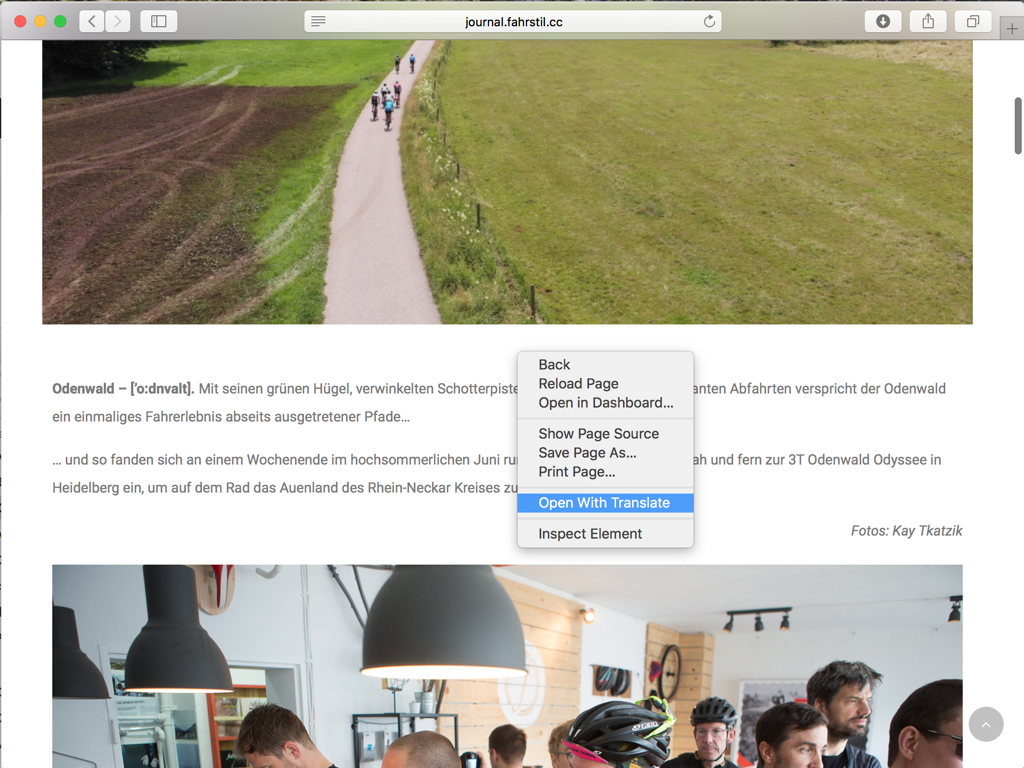 journal.fahrstil.cc
Odenwald – ['o:dnvalt]. Mit seinen grünen Hügel, verwinkelten Schotterpiste
anten Abfahrten verspricht der Odenwald
ein einmaliges Fahrerlebnis abseits ausgetretener Pfade…
… und so fanden sich an einem Wochenende im hochsommerlichen Juni ru
ah und fern zur 3T Odenwald Odyssee in
Heidelberg ein, um auf dem Rad das Auenland des Rhein-Neckar Kreises zu
Back
Reload Page
Open in Dashboard...
Show Page Source
Save Page As...
Print Page...
Open With Translate
Inspect Element
Fotos: Kay Tkatzik
GIRO